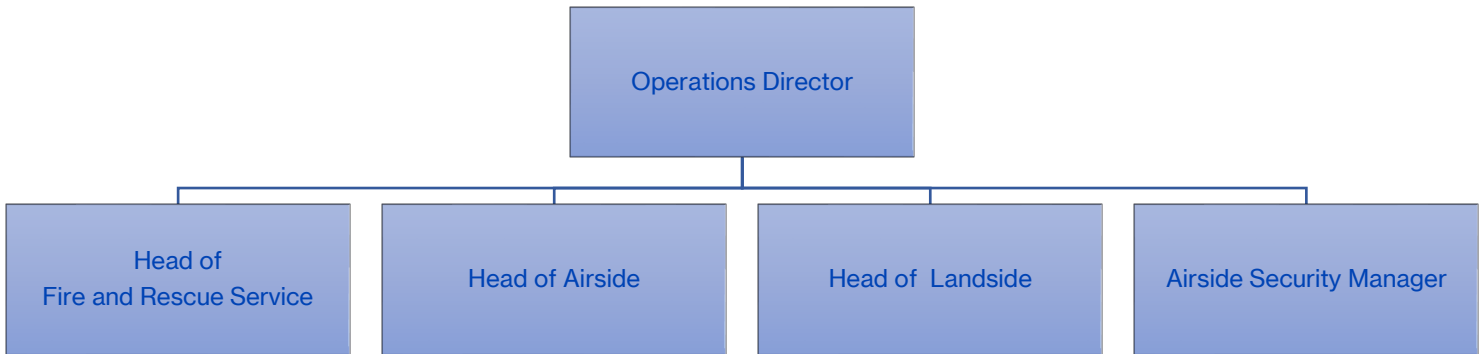 Operations Director
Head of
Fire and Rescue Service
Head of Airside
Head of  Landside
Airside Security Manager